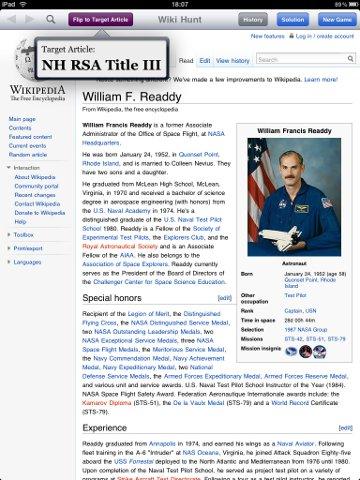 iPad
18:07
Flip to Target Article
Wiki Hunt
History
Solution
New Game
Target Article:
NH RSA Title III
New features
Log in / create account
Read
Edit
View history
Search
We've made a few improvements to Wikipedia. Learn more!
WIKIPEDIA
The Free Encyclopedia
Main page
Contents
Featured content
Current events
Random article
Interaction
About Wikipedia
Community portal
Recent changes
Contact Wikipedia
Donate to Wikipedia
Help
Toolbox
Print/export
Languages
William F. Readdy
From Wikipedia, the free encyclopedia
William Francis Readdy is a former Associate
Administrator of the Office of Space Flight, at NASA
Headquarters.
He was born January 24, 1952, in Quonset Point,
Rhode Island, and is married to Colleen Nevius. They
have two sons and a daughter.
He graduated from McLean High School, McLean,
Virginia, in 1970 and received a bachelor of science
degree in aerospace engineering (with honors) from
the U.S. Naval Academy in 1974. He's a
distinguished graduate of the U.S. Naval Test Pilot
School 1980. Readdy is a Fellow of the Society of
Experimental Test Pilots, the Explorers Club, and the
Royal Aeronautical Society and is an Associate
Fellow of the AIAA. He also belongs to the
Association of Space Explorers. Readdy currently
serves as the President of the Board of Directors of
the Challenger Center for Space Science Education.
William Francis Readdy
Astronaut
Born January 24, 1952 (age 58)
Quonset Point, Rhode
Island
Other
occupation Test Pilot
Rank Captain, USN
Time in space 28d 00h 44m
Selection 1987 NASA Group
Missions STS-42, STS-51, STS-79
Mission insignia
Special honors [edit]
Recipient of the Legion of Merit, the Distinguished
Flying Cross, the NASA Distinguished Service Medal,
two NASA Outstanding Leadership Medals, two
NASA Exceptional Service Medals, three NASA
Space Flight Medals, the Meritorious Service Medal,
the Navy Commendation Medal, Navy Achievement
Medal, Navy Expeditionary Medal, two National
Defense Service Medals, the Armed Forces Expeditionary Medal, Armed Forces Reserve Medal,
and various unit and service awards. U.S. Naval Test Pilot School Instructor of the Year (1984).
NASA Space Flight Safety Award. Federation Aeronautique Internationale awards include: the
Komarov Diploma (STS-51), the De la Vaulx Medal (STS-79) and a World Record Certificate
(STS-79).
Experience [edit]
Readdy graduated from Annapolis in 1974, and earned his wings as a Naval Aviator. Following
fleet training in the A-6 "Intruder" at NAS Oceana, Virginia, he joined Attack Squadron Eighty-five
aboard the USS Forrestal deployed to the North Atlantic and Mediterranean from 1976 until 1980.
Upon completion of the Naval Test Pilot School, he served as project test pilot on a variety of